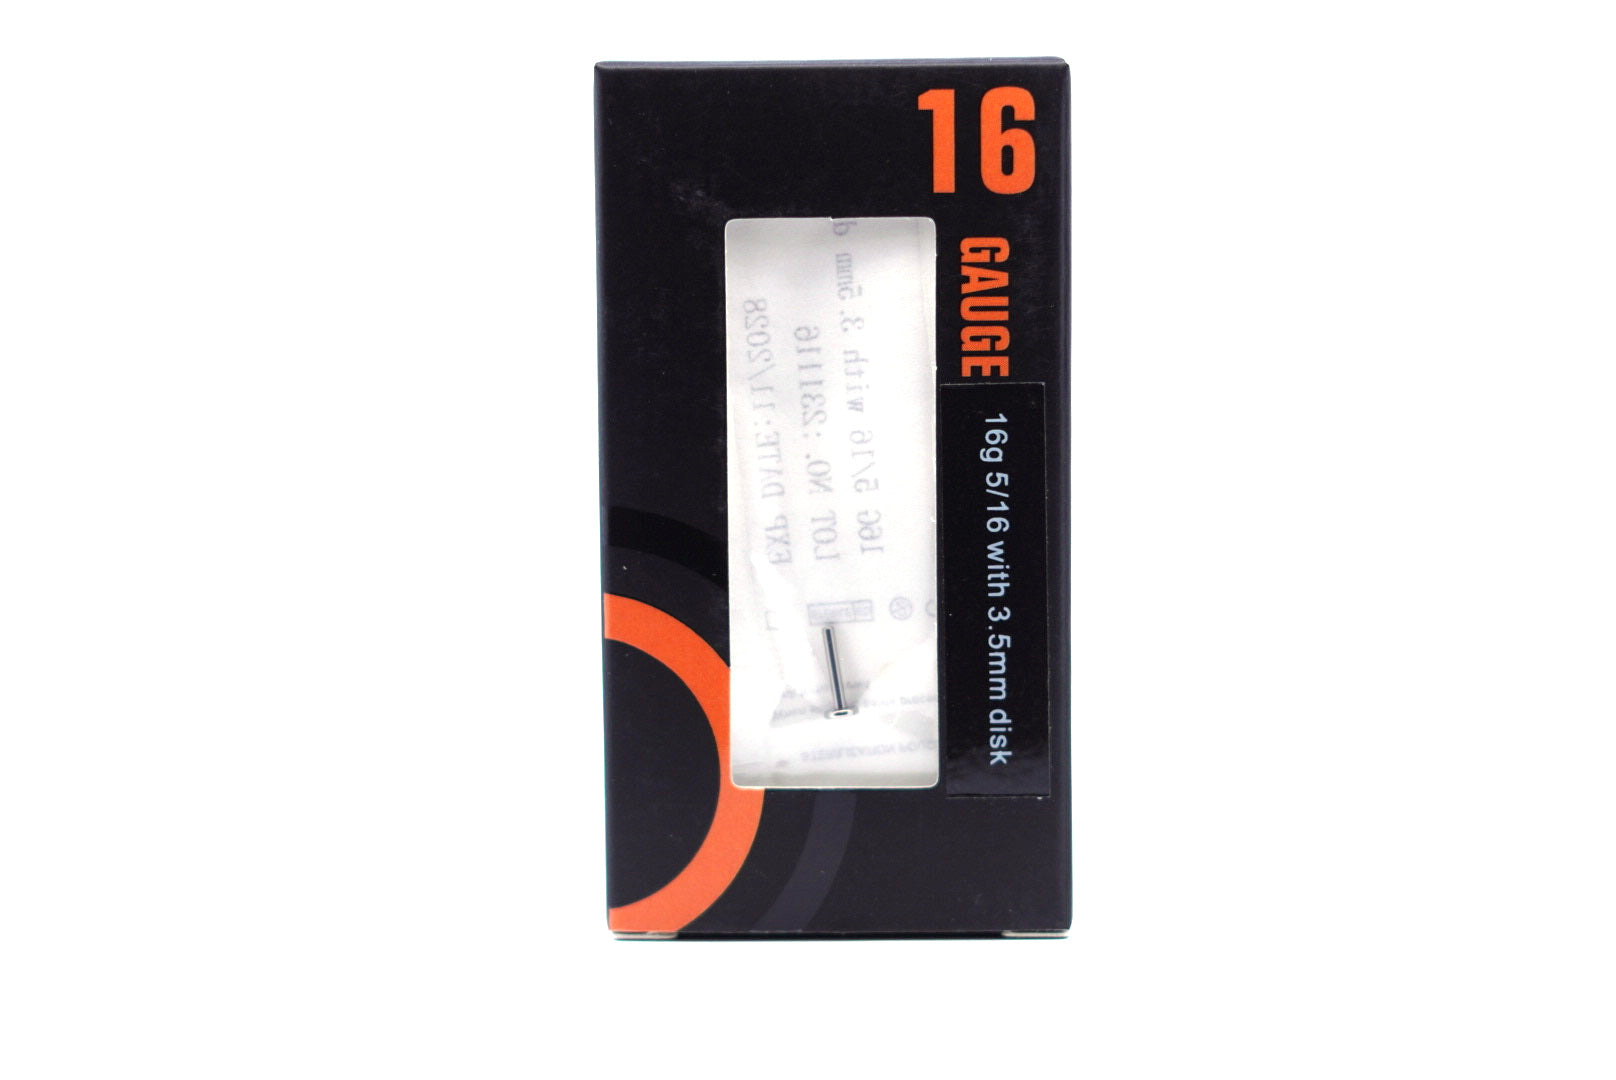 16
GAUGE
16g 5/16 with 3.5mm disk
16G 5/16 with 3.5mm d
LOT NO.:231116
EXP DATE:11/2028